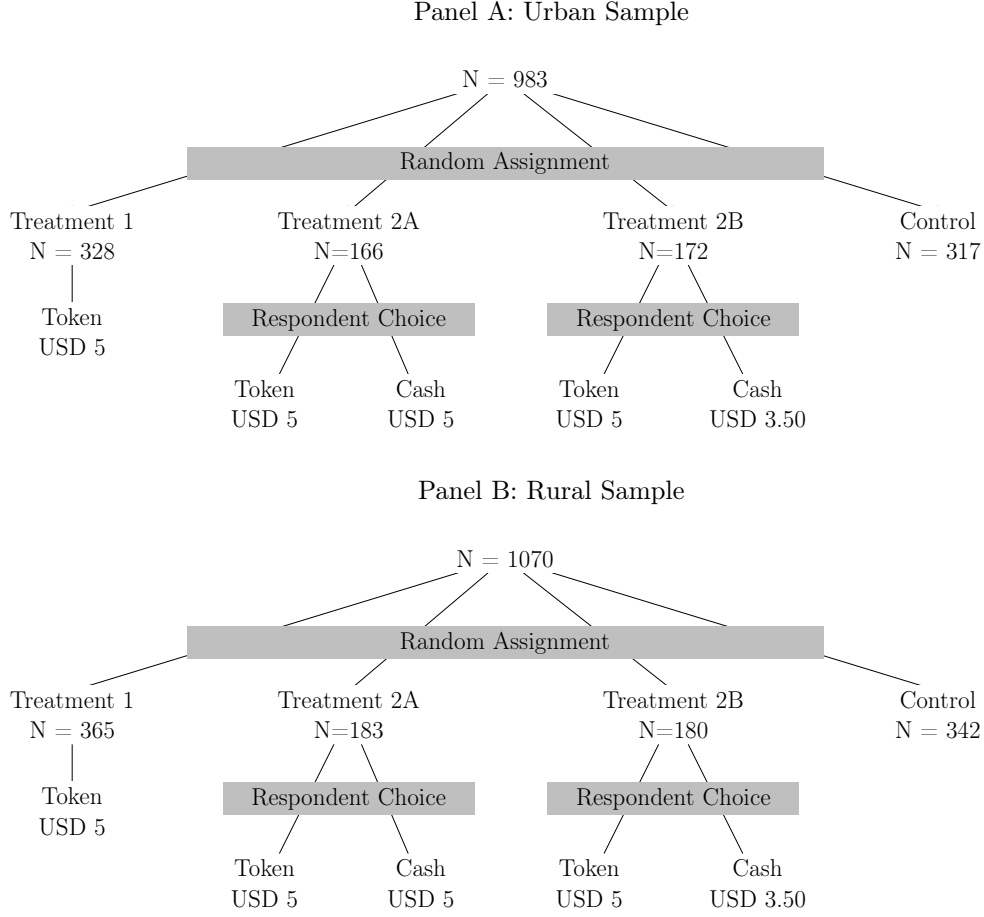 Panel A: Urban Sample
N = 983
Random Assignment
Treatment 1
N = 328
Treatment 2A
N=166
Treatment 2B
N=172
Control
N = 317
Token
USD 5
Respondent Choice
Respondent Choice
Token
USD 5
Cash
USD 5
Token
USD 5
Cash
USD 3.50
Panel B: Rural Sample
N = 1070
Random Assignment
Treatment 1
N = 365
Treatment 2A
N=183
Treatment 2B
N=180
Control
N = 342
Token
USD 5
Respondent Choice
Respondent Choice
Token
USD 5
Cash
USD 5
Token
USD 5
Cash
USD 3.50